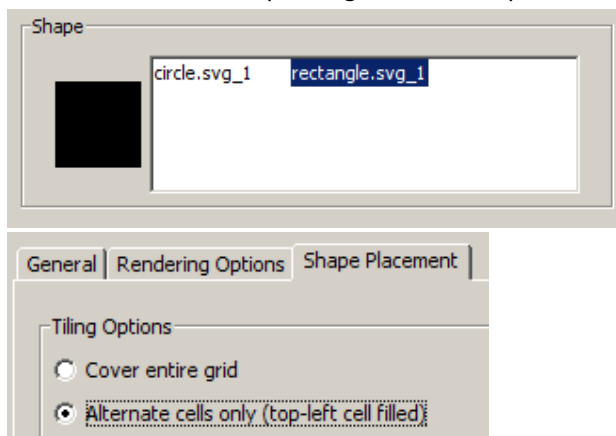 Shape
circle.svg_1 rectangle.svg_1
General Rendering Options Shape Placement
Tiling Options
Cover entire grid
Alternate cells only (top-left cell filled)